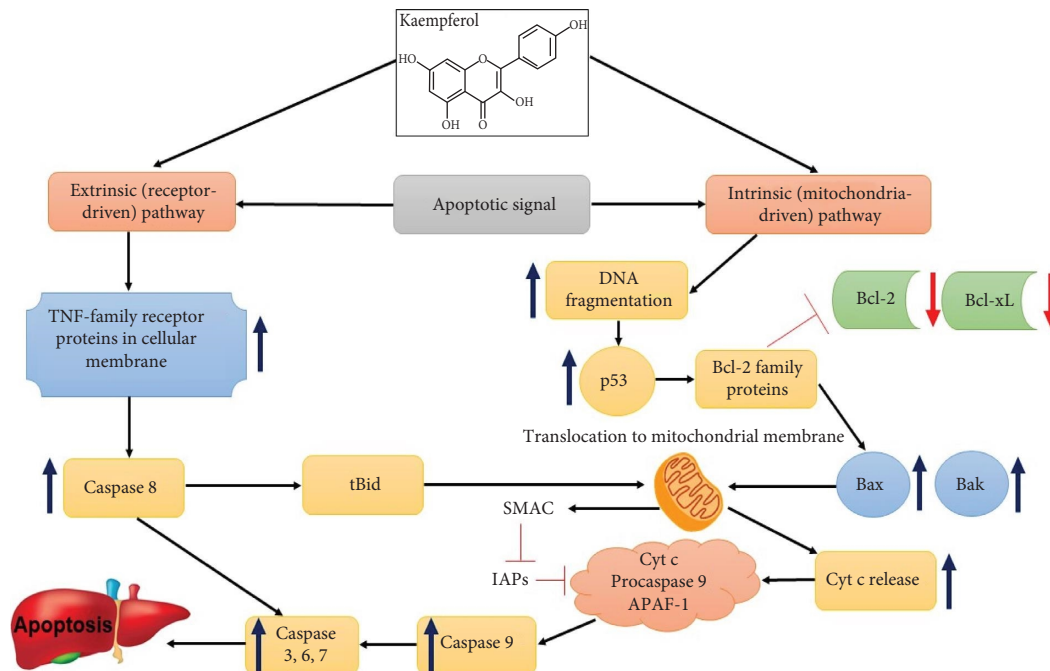 Kaempferol
OH
HO
O
OH
OH
O
Extrinsic (receptor-
driven) pathway
Apoptotic signal
Intrinsic (mitochondria-
driven) pathway
DNA
fragmentation
Bcl-2
Bcl-xL
TNF-family receptor
proteins in cellular
membrane
p53
Bcl-2 family
proteins
Translocation to mitochondrial membrane
Caspase 8
tBid
Bax
Bak
SMAC
IAPs
Cyt c
Procaspase 9
APAF-1
Cyt c release
Apoptosis
Caspase
3, 6, 7
Caspase 9